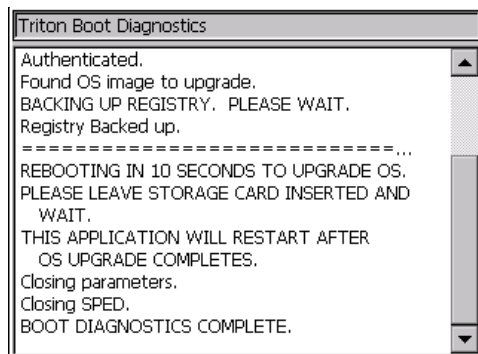 Triton Boot Diagnostics
Authenticated.
Found OS image to upgrade.
BACKING UP REGISTRY. PLEASE WAIT.
Registry Backed up.
============================...
REBOOTING IN 10 SECONDS TO UPGRADE OS.
PLEASE LEAVE STORAGE CARD INSERTED AND
WAIT.
THIS APPLICATION WILL RESTART AFTER
OS UPGRADE COMPLETES.
Closing parameters.
Closing SPED.
BOOT DIAGNOSTICS COMPLETE.